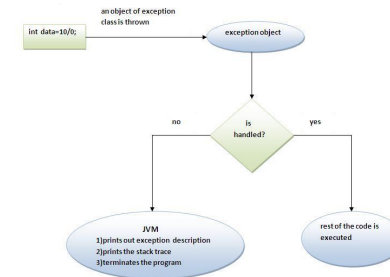 an object of exception
class is thrown
int data=10/0;
exception object
no
is
handled?
yes
JVM
1)prints out exception description
2)prints the stack trace
3)terminates the program
rest of the code is
executed